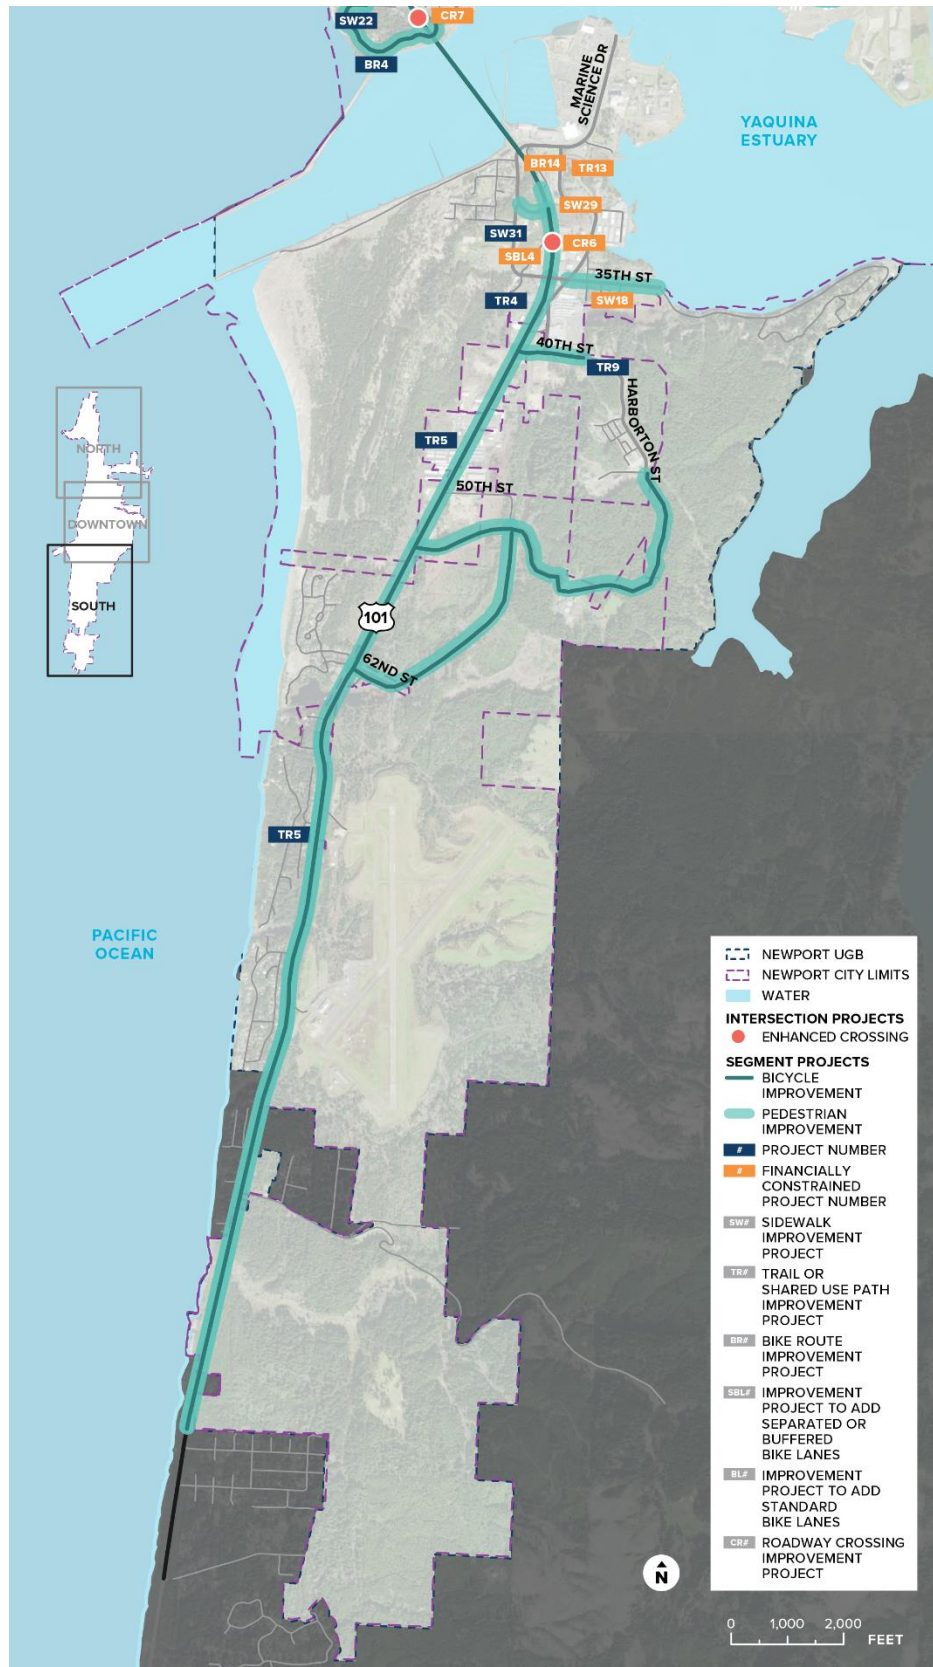 SW22
CR7
BR4
MARINE
SCIENCE DR
YAQUINA
ESTUARY
BR14
TR13
SW29
SW31
CR6
SBL4
35TH ST
TR4
SW18
40TH ST
TR9
HARBORTON ST
NORTH
DOWNTOWN
SOUTH
TR5
50TH ST
101
62ND ST
TR5
PACIFIC
OCEAN
NEWPORT UGB
NEWPORT CITY LIMITS
WATER
INTERSECTION PROJECTS
ENHANCED CROSSING
SEGMENT PROJECTS
BICYCLE
IMPROVEMENT
PEDESTRIAN
IMPROVEMENT
# PROJECT NUMBER
# FINANCIALLY
CONSTRAINED
PROJECT NUMBER
SW# SIDEWALK
IMPROVEMENT
PROJECT
TR# TRAIL OR
SHARED USE PATH
IMPROVEMENT
PROJECT
BR# BIKE ROUTE
IMPROVEMENT
PROJECT
SBL# IMPROVEMENT
PROJECT TO ADD
SEPARATED OR
BUFFERED
BIKE LANES
BL# IMPROVEMENT
PROJECT TO ADD
STANDARD
BIKE LANES
CR# ROADWAY CROSSING
IMPROVEMENT
PROJECT
N
0 1,000 2,000
FEET